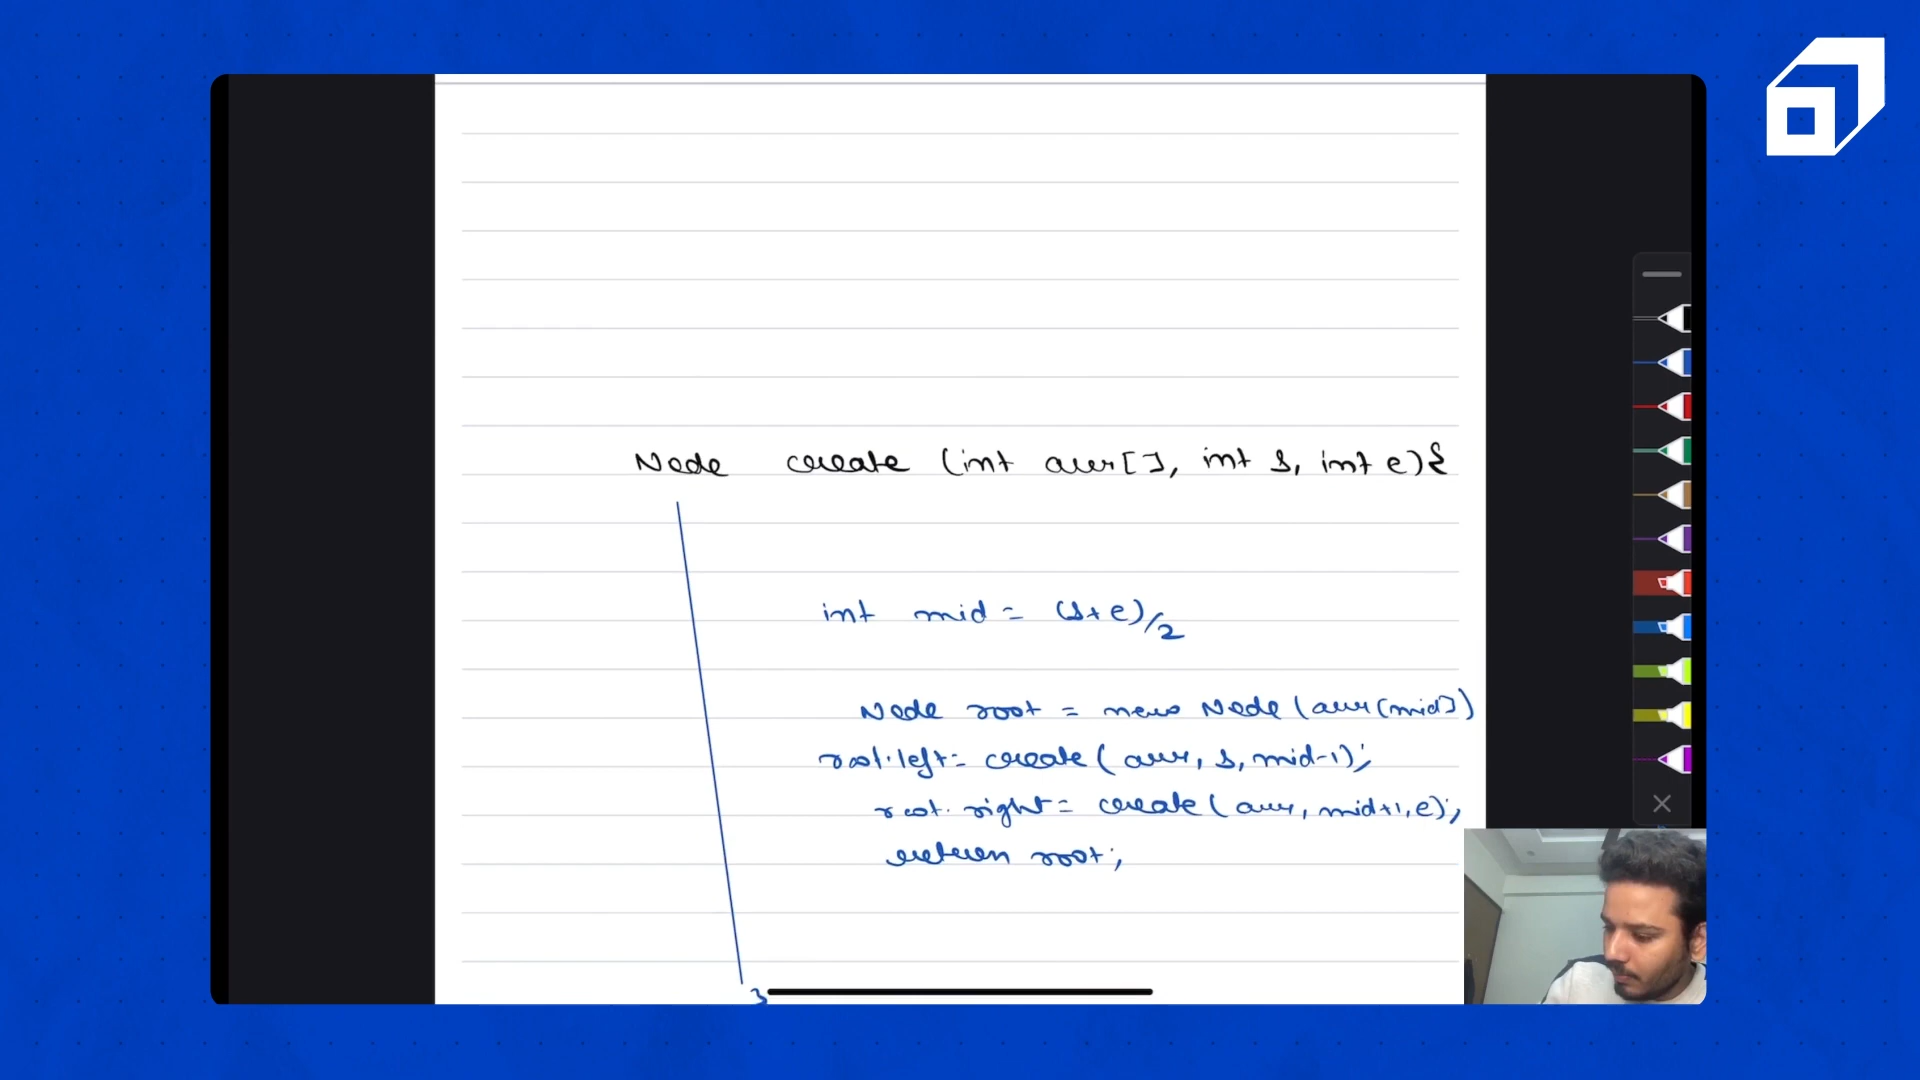 Node create (int arr[], int s, int e){
int mid = (s+e)/2
Node root = new Node (arr[mid])
root.left = create( arr, s, mid-1);
root.right = create( arr, mid+1, e);
return root;
}